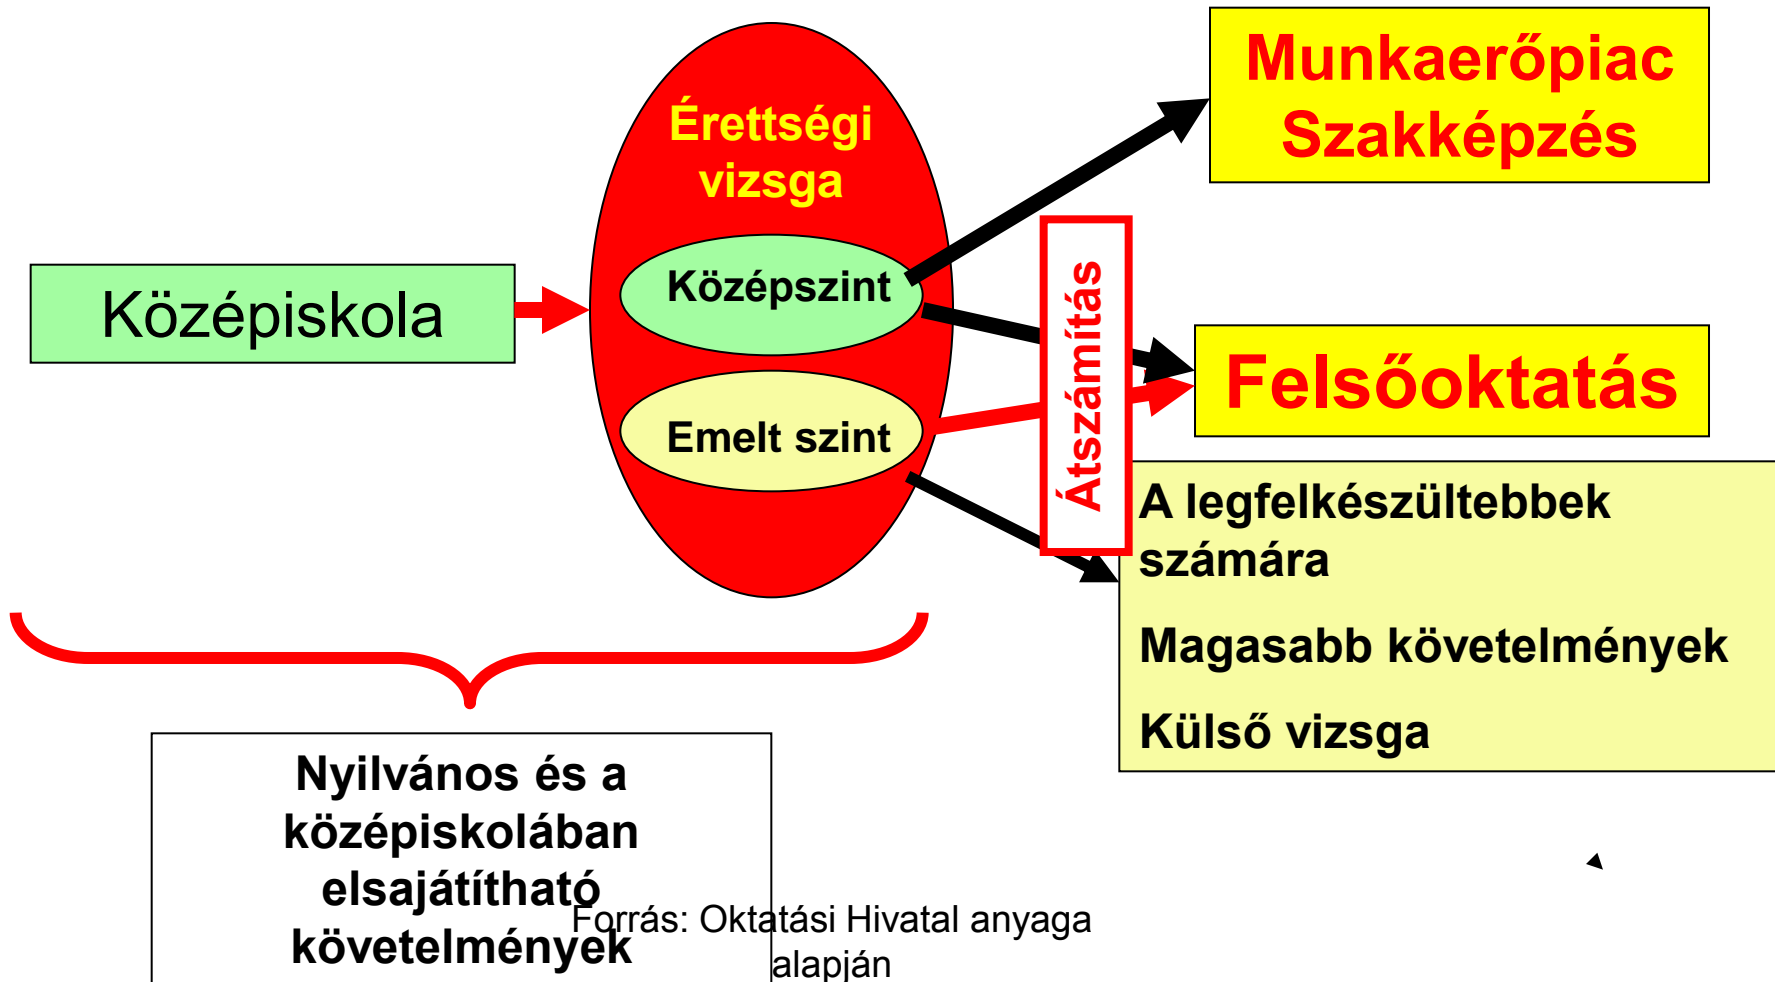 Munkaerőpiac
Szakképzés
Érettségi
vizsga
Középszint
Középiskola
Átszámítás
Felsőoktatás
Emelt szint
A legfelkészültebbek
számára
Magasabb követelmények
Külső vizsga
Nyilvános és a
középiskolában
elsajátítható
követelmények
Forrás: Oktatási Hivatal anyaga
alapján